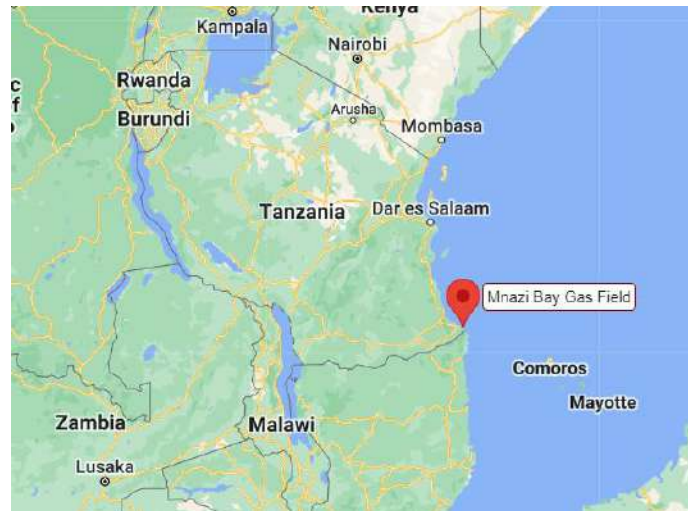 Kenya
Kampala
Nairobi
Rwanda
Arusha
Burundi
Mombasa
Tanzania
Dar es Salaam
Mnazi Bay Gas Field
Comoros
Mayotte
Zambia
Malawi
Lusaka